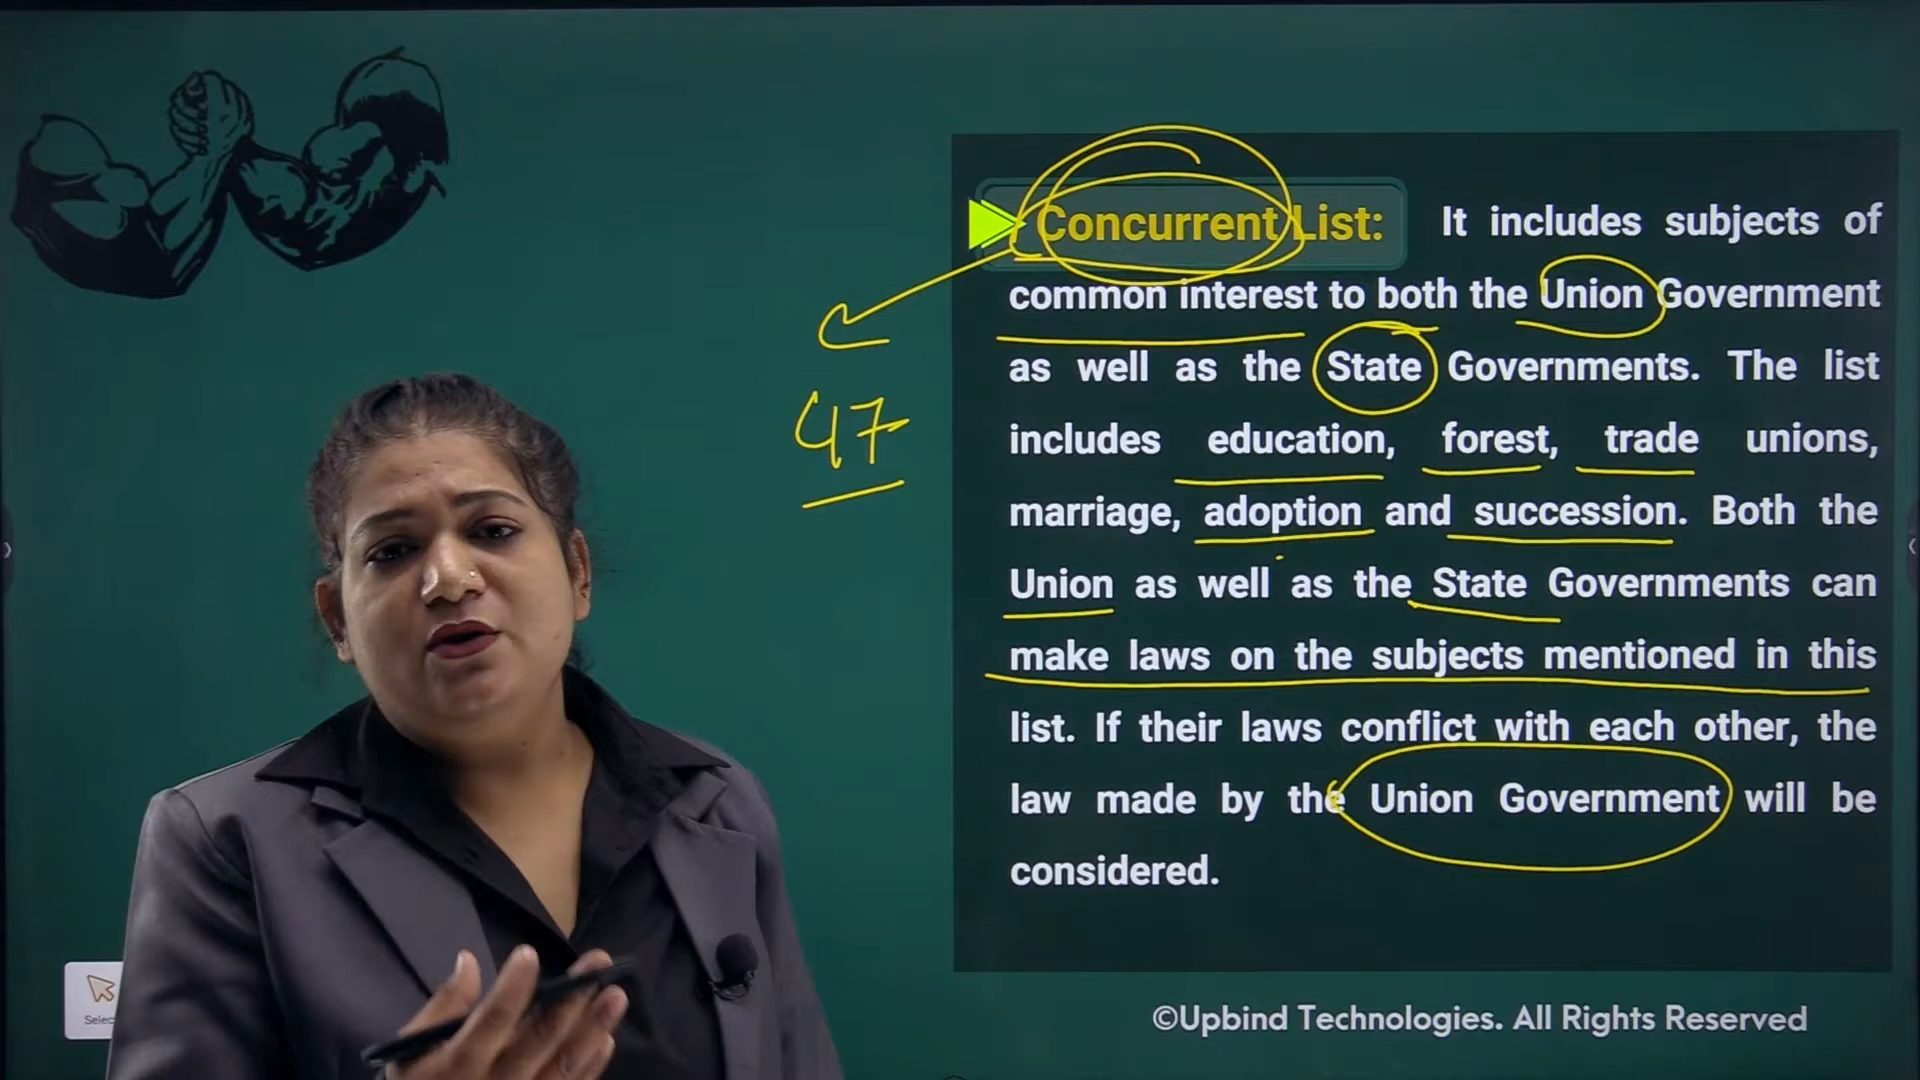 Concurrent List: It includes subjects of
common interest to both the Union Government
as well as the State Governments. The list
includes education, forest, trade unions,
marriage, adoption and succession. Both the
Union as well as the State Governments can
make laws on the subjects mentioned in this
list. If their laws conflict with each other, the
law made by the Union Government will be
considered.
47
Selec
©Upbind Technologies. All Rights Reserved